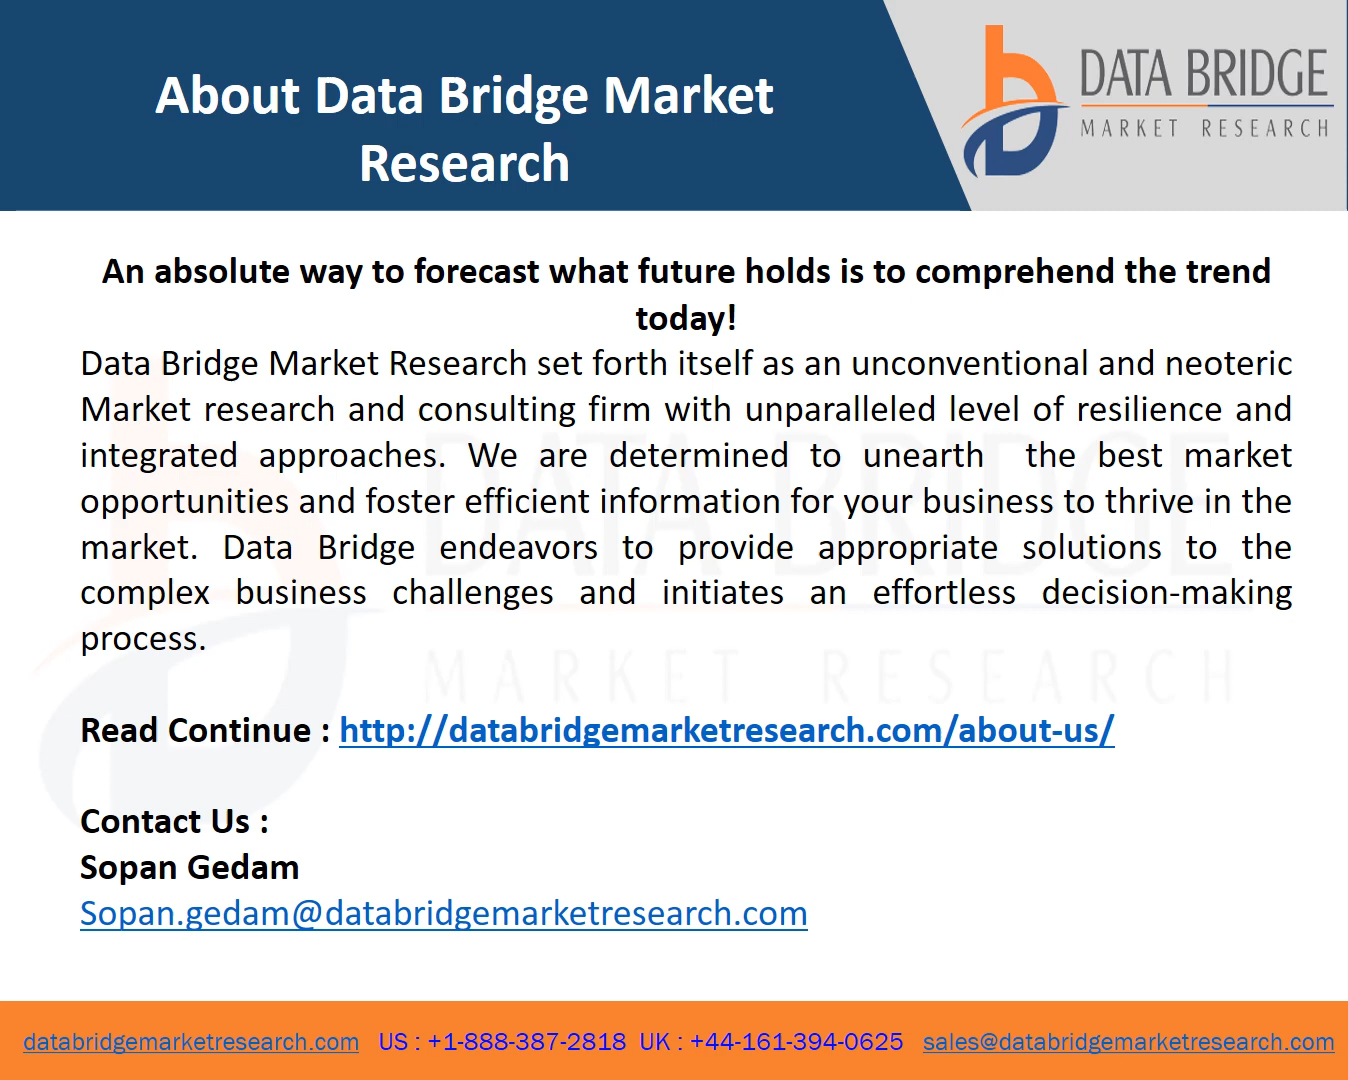 About Data Bridge Market
Research
DATA BRIDGE
MARKET RESEARCH
An absolute way to forecast what future holds is to comprehend the trend
today!
Data Bridge Market Research set forth itself as an unconventional and neoteric
Market research and consulting firm with unparalleled level of resilience and
integrated approaches. We are determined to unearth the best market
opportunities and foster efficient information for your business to thrive in the
market. Data Bridge endeavors to provide appropriate solutions to the
complex business challenges and initiates an effortless decision-making
process.
DATA BRIDGE
MARKET RESEARCH
Read Continue : http://databridgemarketresearch.com/about-us/
Contact Us :
Sopan Gedam
Sopan.gedam@databridgemarketresearch.com
databridgemarketresearch.com US : +1-888-387-2818 UK : +44-161-394-0625 sales@databridgemarketresearch.com